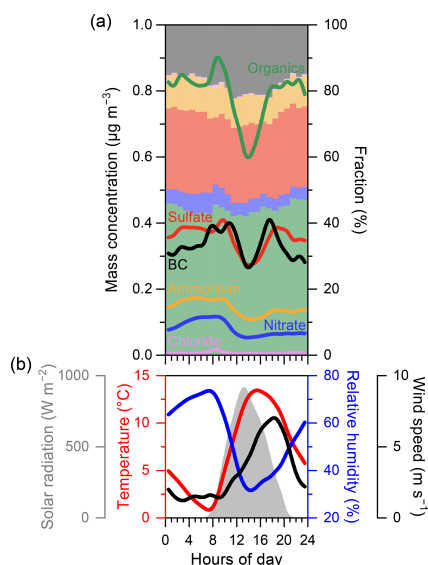 (a)
1.0
0.8
0.6
0.4
0.2
0.0
Mass concentration (µg m⁻³)
100
80
60
40
20
0
Fraction
(%)
Organics
Sulfate
BC
Ammonium
Nitrate
Chloride
(b)
1000
500
0
Solar radiation (W m⁻²)
15
10
5
0
Temperature (°C)
80
60
40
20
Relative humidity
(%)
10
5
0
Wind speed
(m s⁻¹)
0 4 8 12 16 20 24
Hours of day